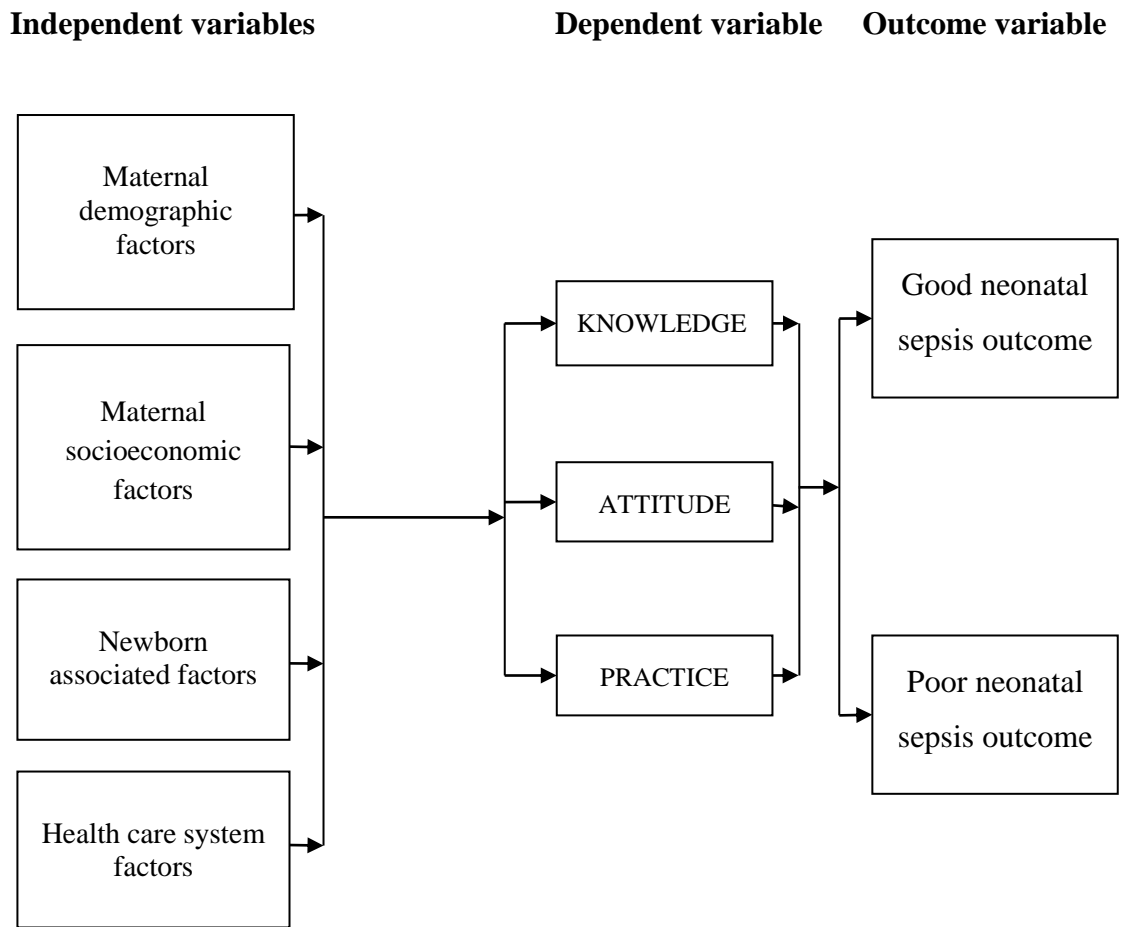 Independent variables
Dependent variable
Outcome variable
Maternal
demographic
factors
Maternal
socioeconomic
factors
Newborn
associated factors
Health care system
factors
KNOWLEDGE
ATTITUDE
PRACTICE
Good neonatal
sepsis outcome
Poor neonatal
sepsis outcome